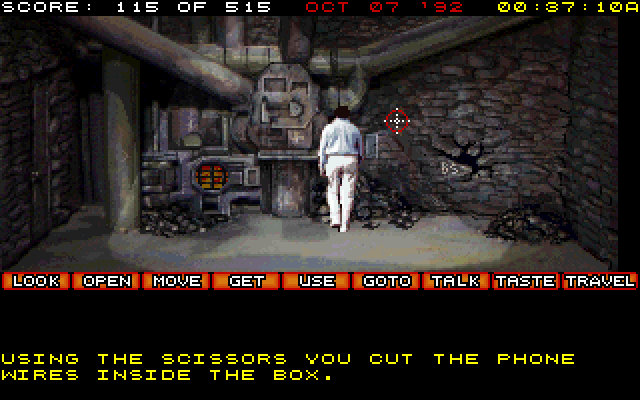 SCORE: 115 OF 515 OCT 07 '92 00:37:10A
BS
LOOK OPEN MOVE GET USE GOTO TALK TASTE TRAVEL
USING THE SCISSORS YOU CUT THE PHONE
WIRES INSIDE THE BOX.